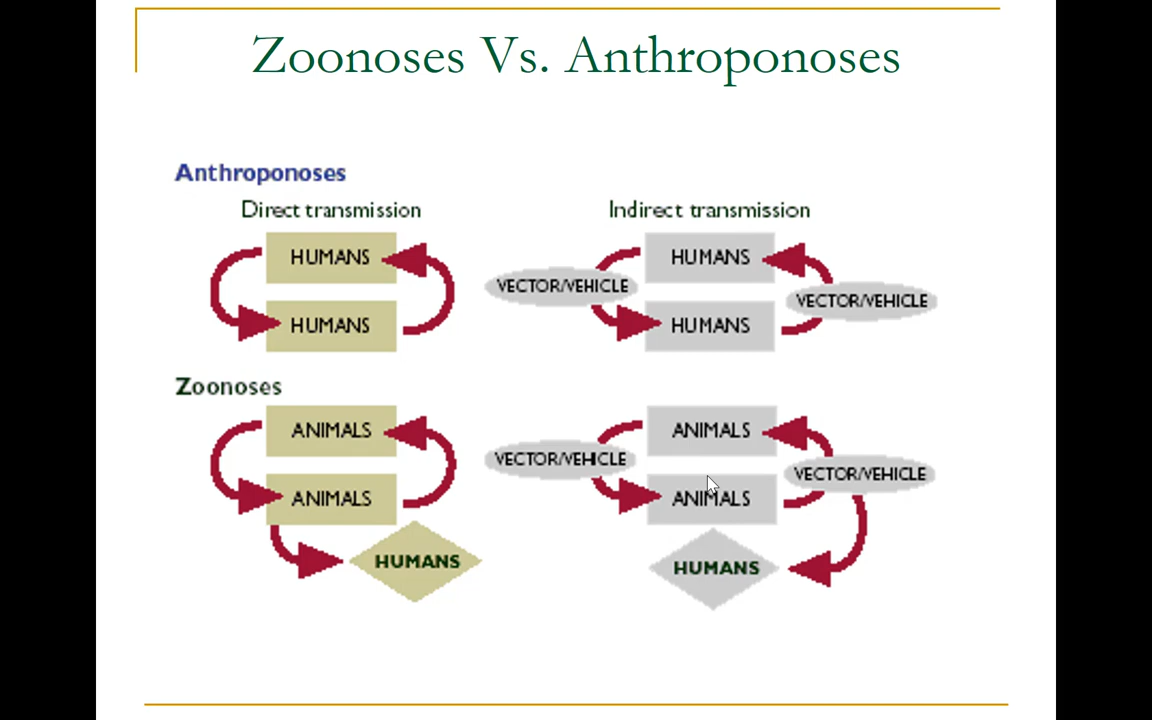 Zoonoses Vs. Anthroponoses
Anthroponoses
Direct transmission
Indirect transmission
HUMANS
HUMANS
VECTOR/VEHICLE
VECTOR/VEHICLE
HUMANS
HUMANS
Zoonoses
ANIMALS
ANIMALS
VECTOR/VEHICLE
VECTOR/VEHICLE
ANIMALS
ANIMALS
HUMANS
HUMANS